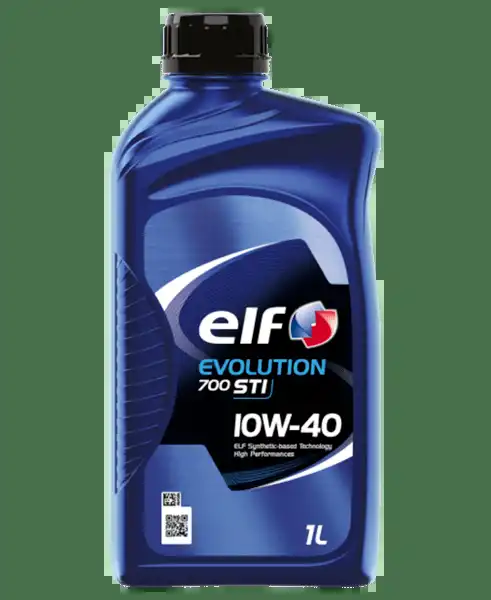 elf
EVOLUTION
700 STI
10W-40
ELF Synthetic-based Technology
High Performances
1L